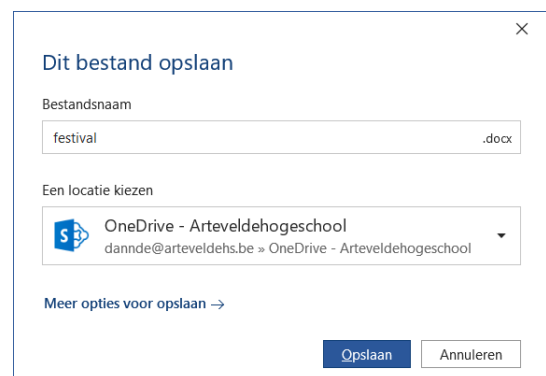 Dit bestand opslaan
Bestandsnaam
festival .docx
Een locatie kiezen
S
OneDrive - Arteveldehogeschool
dannde@arteveldehs.be » OneDrive - Arteveldehogeschool
Meer opties voor opslaan →
Opslaan Annuleren